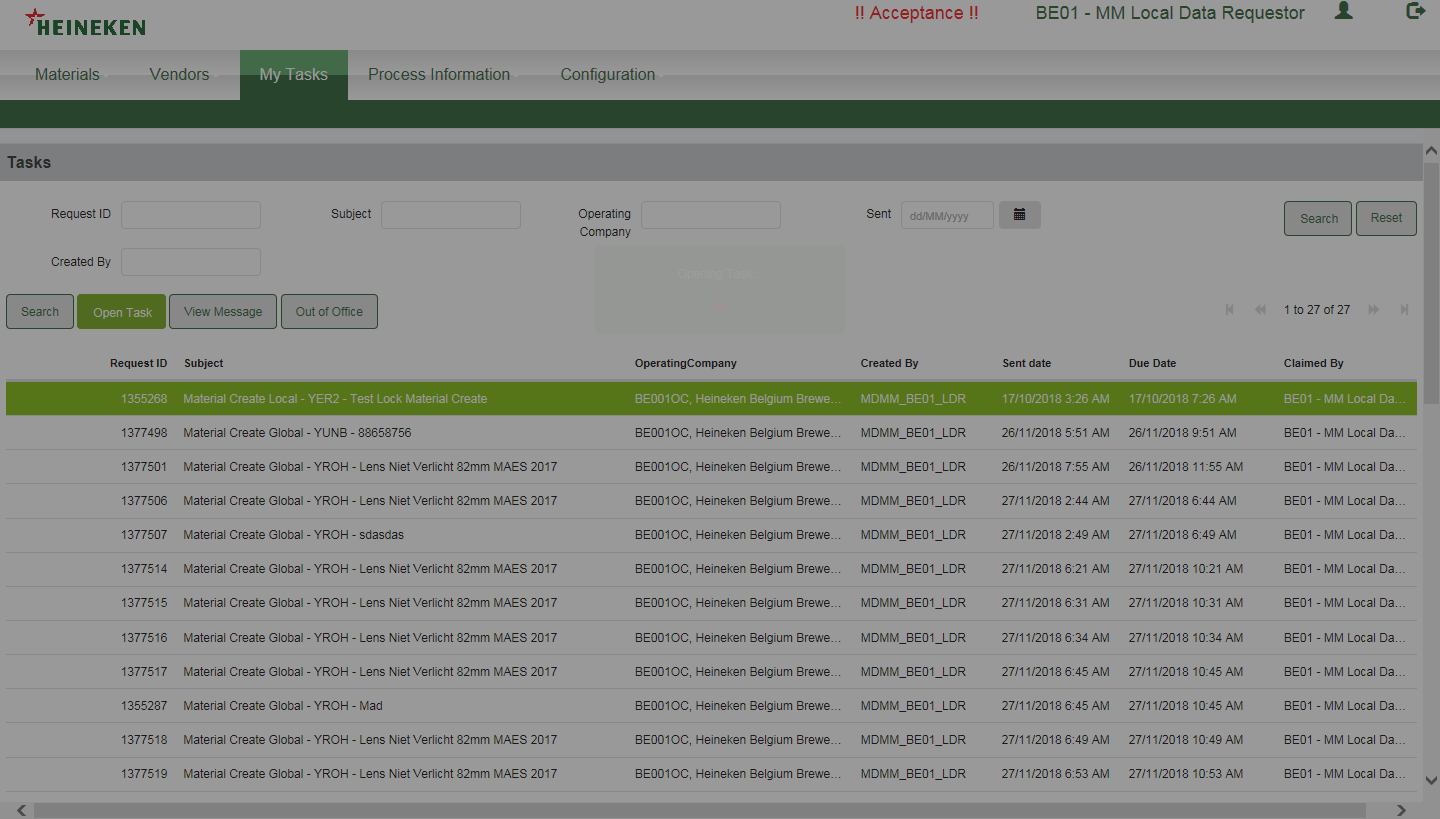 HEINEKEN
!! Acceptance !!
BE01 - MM Local Data Requestor
Materials
Vendors
My Tasks
Process Information
Configuration
Tasks
Request ID
Subject
Operating
Company
Sent
dd/MM/yyyy
Search
Reset
Created By
Opening Task...
Search
Open Task
View Message
Out of Office
1 to 27 of 27
Request ID Subject OperatingCompany Created By Sent date Due Date Claimed By
1355268 Material Create Local - YER2 - Test Lock Material Create BE001OC, Heineken Belgium Brewe... MDMM_BE01_LDR 17/10/2018 3:26 AM 17/10/2018 7:26 AM BE01 - MM Local Da...
1377498 Material Create Global - YUNB - 88658756 BE001OC, Heineken Belgium Brewe... MDMM_BE01_LDR 26/11/2018 5:51 AM 26/11/2018 9:51 AM BE01 - MM Local Da...
1377501 Material Create Global - YROH - Lens Niet Verlicht 82mm MAES 2017 BE001OC, Heineken Belgium Brewe... MDMM_BE01_LDR 26/11/2018 7:55 AM 26/11/2018 11:55 AM BE01 - MM Local Da...
1377506 Material Create Global - YROH - Lens Niet Verlicht 82mm MAES 2017 BE001OC, Heineken Belgium Brewe... MDMM_BE01_LDR 27/11/2018 2:44 AM 27/11/2018 6:44 AM BE01 - MM Local Da...
1377507 Material Create Global - YROH - sdasdas BE001OC, Heineken Belgium Brewe... MDMM_BE01_LDR 27/11/2018 2:49 AM 27/11/2018 6:49 AM BE01 - MM Local Da...
1377514 Material Create Global - YROH - Lens Niet Verlicht 82mm MAES 2017 BE001OC, Heineken Belgium Brewe... MDMM_BE01_LDR 27/11/2018 6:21 AM 27/11/2018 10:21 AM BE01 - MM Local Da...
1377515 Material Create Global - YROH - Lens Niet Verlicht 82mm MAES 2017 BE001OC, Heineken Belgium Brewe... MDMM_BE01_LDR 27/11/2018 6:31 AM 27/11/2018 10:31 AM BE01 - MM Local Da...
1377516 Material Create Global - YROH - Lens Niet Verlicht 82mm MAES 2017 BE001OC, Heineken Belgium Brewe... MDMM_BE01_LDR 27/11/2018 6:34 AM 27/11/2018 10:34 AM BE01 - MM Local Da...
1377517 Material Create Global - YROH - Lens Niet Verlicht 82mm MAES 2017 BE001OC, Heineken Belgium Brewe... MDMM_BE01_LDR 27/11/2018 6:45 AM 27/11/2018 10:45 AM BE01 - MM Local Da...
1355287 Material Create Global - YROH - Mad BE001OC, Heineken Belgium Brewe... MDMM_BE01_LDR 27/11/2018 6:45 AM 27/11/2018 10:45 AM BE01 - MM Local Da...
1377518 Material Create Global - YROH - Lens Niet Verlicht 82mm MAES 2017 BE001OC, Heineken Belgium Brewe... MDMM_BE01_LDR 27/11/2018 6:49 AM 27/11/2018 10:49 AM BE01 - MM Local Da...
1377519 Material Create Global - YROH - Lens Niet Verlicht 82mm MAES 2017 BE001OC, Heineken Belgium Brewe... MDMM_BE01_LDR 27/11/2018 6:53 AM 27/11/2018 10:53 AM BE01 - MM Local Da...